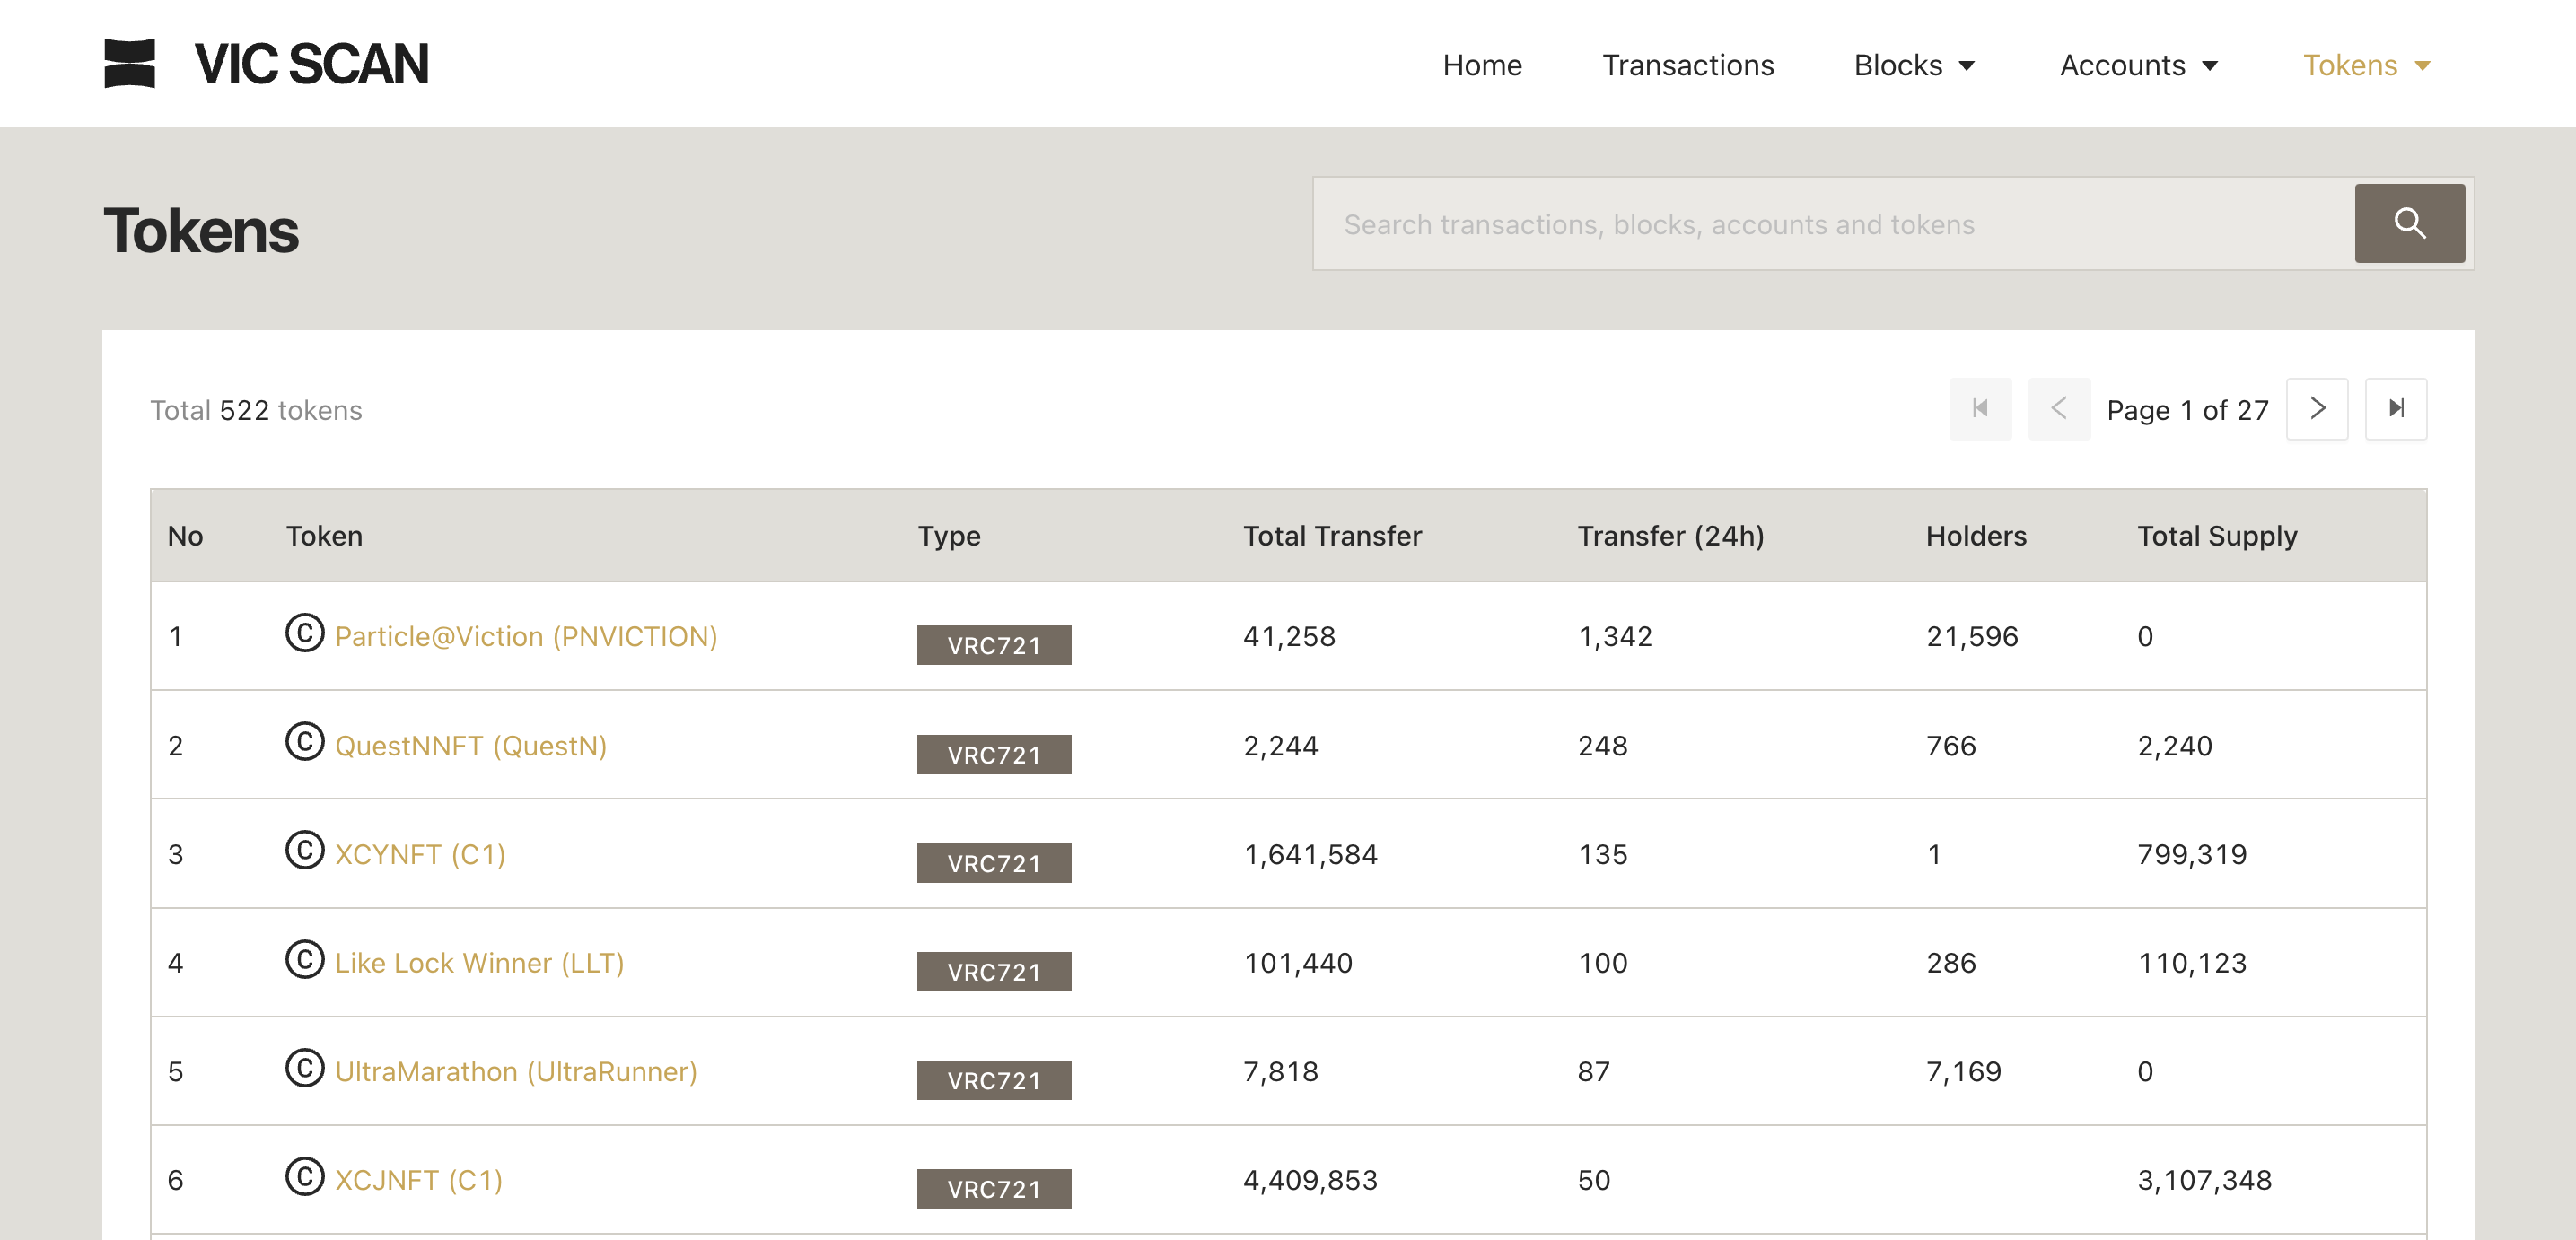 VIC SCAN
Home Transactions Blocks Accounts Tokens
Tokens
Search transactions, blocks, accounts and tokens
Total 522 tokens
Page 1 of 27
No Token Type Total Transfer Transfer (24h) Holders Total Supply
1 © Particle@Viction (PNVICTION) VRC721 41,258 1,342 21,596 0
2 © QuestNNFT (QuestN) VRC721 2,244 248 766 2,240
3 © XCYNFT (C1) VRC721 1,641,584 135 1 799,319
4 © Like Lock Winner (LLT) VRC721 101,440 100 286 110,123
5 © UltraMarathon (UltraRunner) VRC721 7,818 87 7,169 0
6 © XCJNFT (C1) VRC721 4,409,853 50 3,107,348